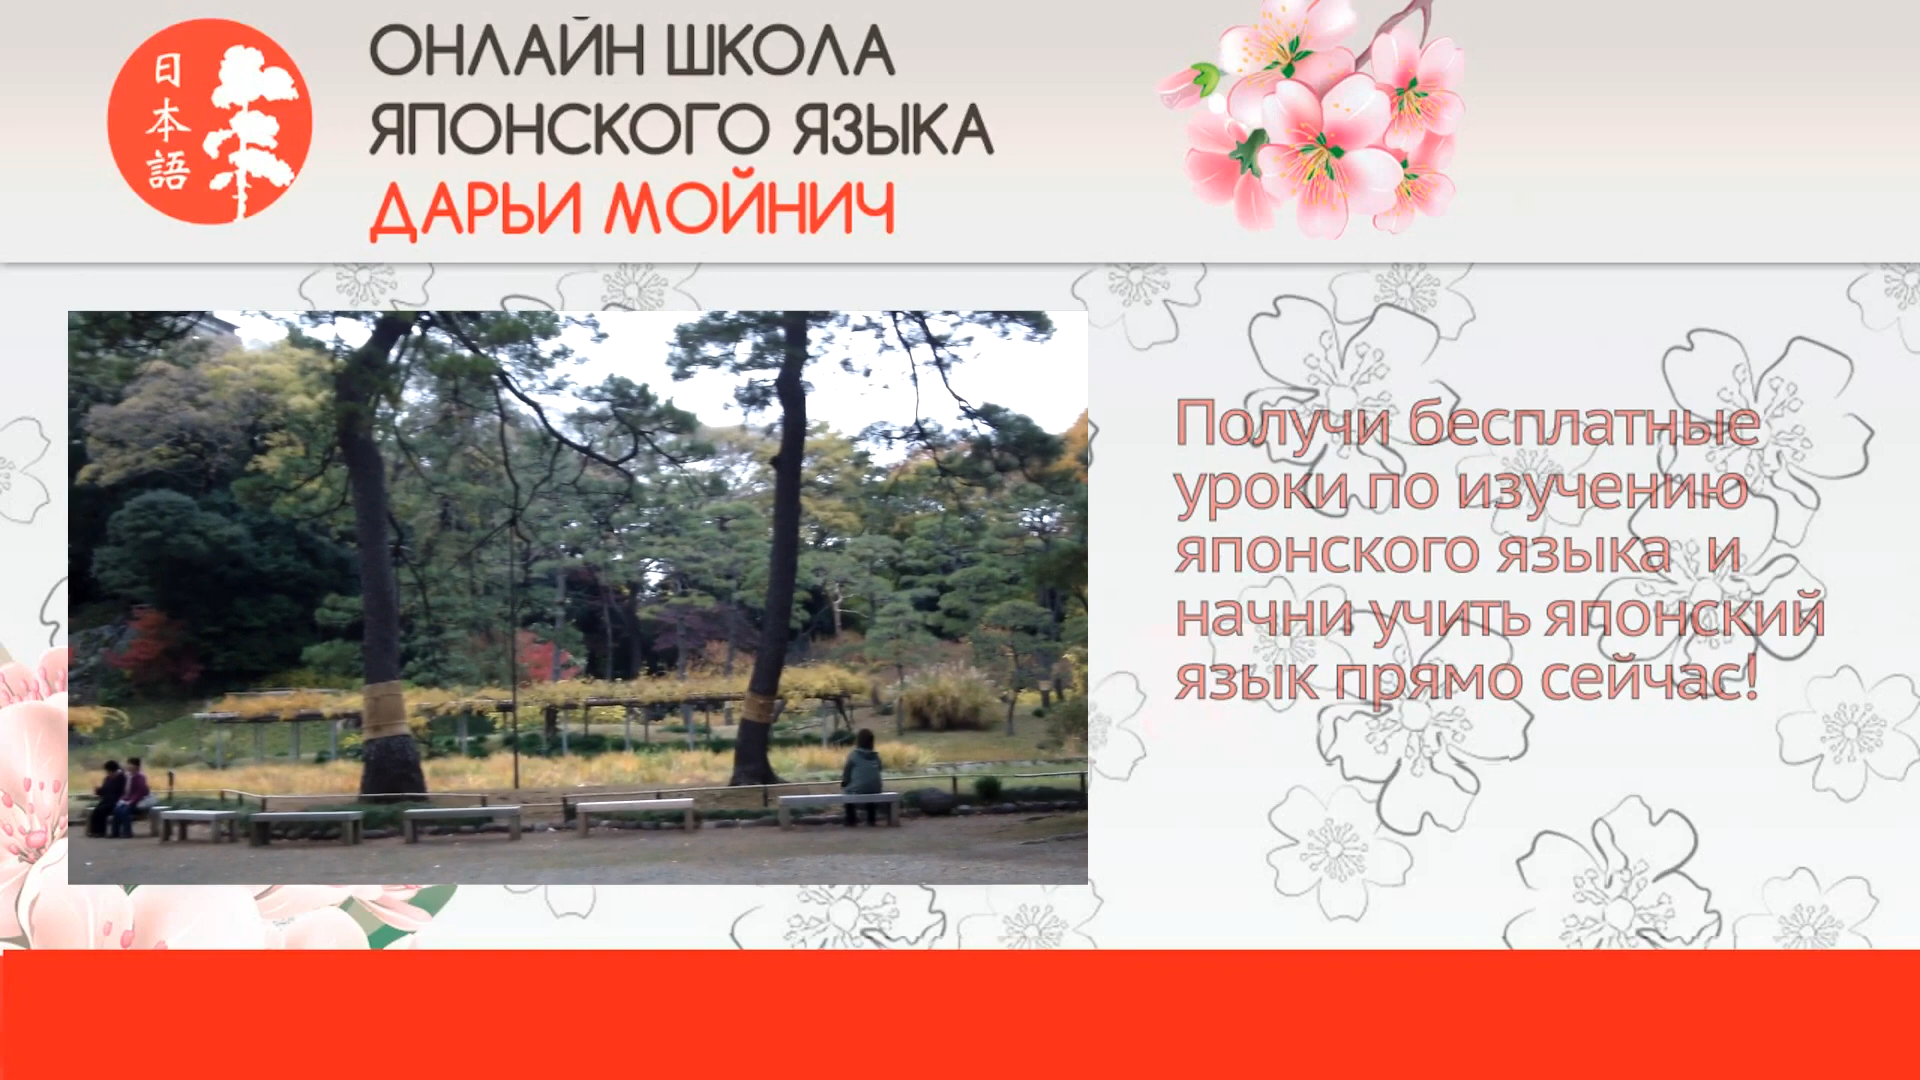 日
本
語
ОНЛАЙН ШКОЛА
ЯПОНСКОГО ЯЗЫКА
ДАРЬИ МОЙНИЧ
Получи бесплатные
уроки по изучению
японского языка и
начни учить японский
язык прямо сейчас!